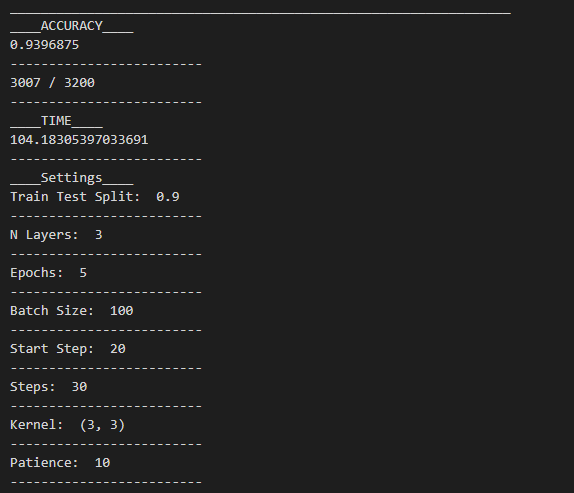 ____ACCURACY____
0.9396875
-------------------------
3007 / 3200
-------------------------
____TIME____
104.18305397033691
-------------------------
____Settings____
Train Test Split:  0.9
-------------------------
N Layers:  3
-------------------------
Epochs:  5
-------------------------
Batch Size:  100
-------------------------
Start Step:  20
-------------------------
Steps:  30
-------------------------
Kernel:  (3, 3)
-------------------------
Patience:  10
-------------------------